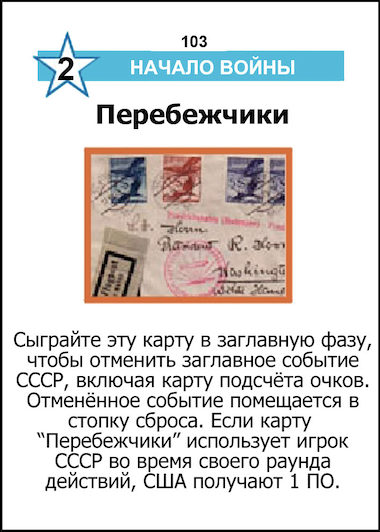 103
2
НАЧАЛО ВОЙНЫ
Перебежчики
Herrn
R.
Сыграйте эту карту в заглавную фазу,
чтобы отменить заглавное событие
СССР, включая карту подсчёта очков.
Отменённое событие помещается в
стопку сброса. Если карту
“Перебежчики” использует игрок
СССР во время своего раунда
действий, США получают 1 ПО.